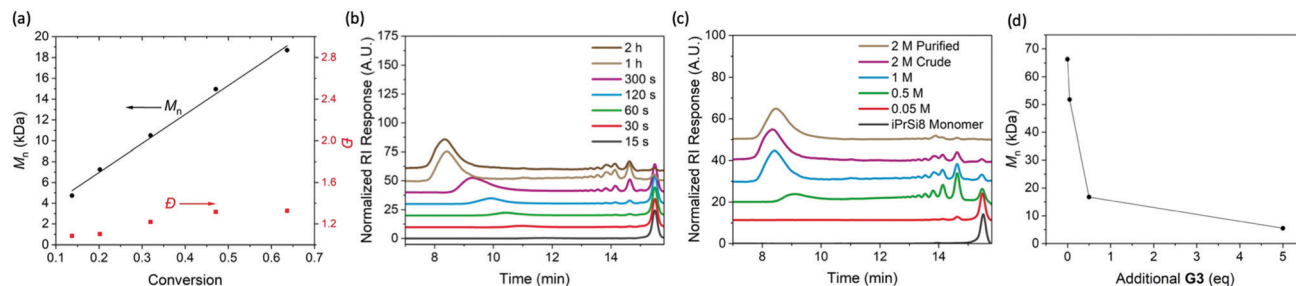 (a)
20
18
16
14
12
10
8
6
4
2
0
Mn (kDa)
Mn
Đ
2.8
2.4
2.0
1.6
1.2
Đ
0.1 0.2 0.3 0.4 0.5 0.6 0.7
Conversion
(b)
175
150
125
100
75
50
25
0
Normalized RI Response (A.U.)
2 h
1 h
300 s
120 s
60 s
30 s
15 s
8 10 12 14
Time (min)
(c)
100
80
60
40
20
0
Normalized RI Response (A.U.)
2 M Purified
2 M Crude
1 M
0.5 M
0.05 M
iPrSi8 Monomer
8 10 12 14
Time (min)
(d)
80
70
60
50
40
30
20
10
0
Mn (kDa)
0 1 2 3 4 5
Additional G3 (eq)